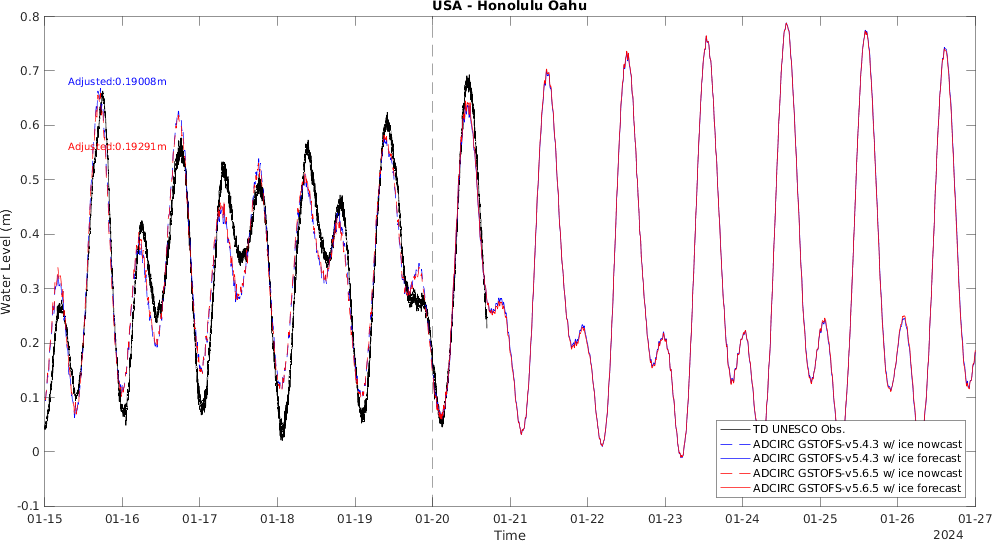 USA - Honolulu Oahu
0.8
0.7
0.6
0.5
0.4
0.3
0.2
0.1
0
-0.1
Water Level (m)
Adjusted:0.19008m
Adjusted:0.19291m
TD UNESCO Obs.
ADCIRC GSTOFS-v5.4.3 w/ ice nowcast
ADCIRC GSTOFS-v5.4.3 w/ ice forecast
ADCIRC GSTOFS-v5.6.5 w/ ice nowcast
ADCIRC GSTOFS-v5.6.5 w/ ice forecast
01-15 01-16 01-17 01-18 01-19 01-20 01-21 01-22 01-23 01-24 01-25 01-26 01-27
Time
2024